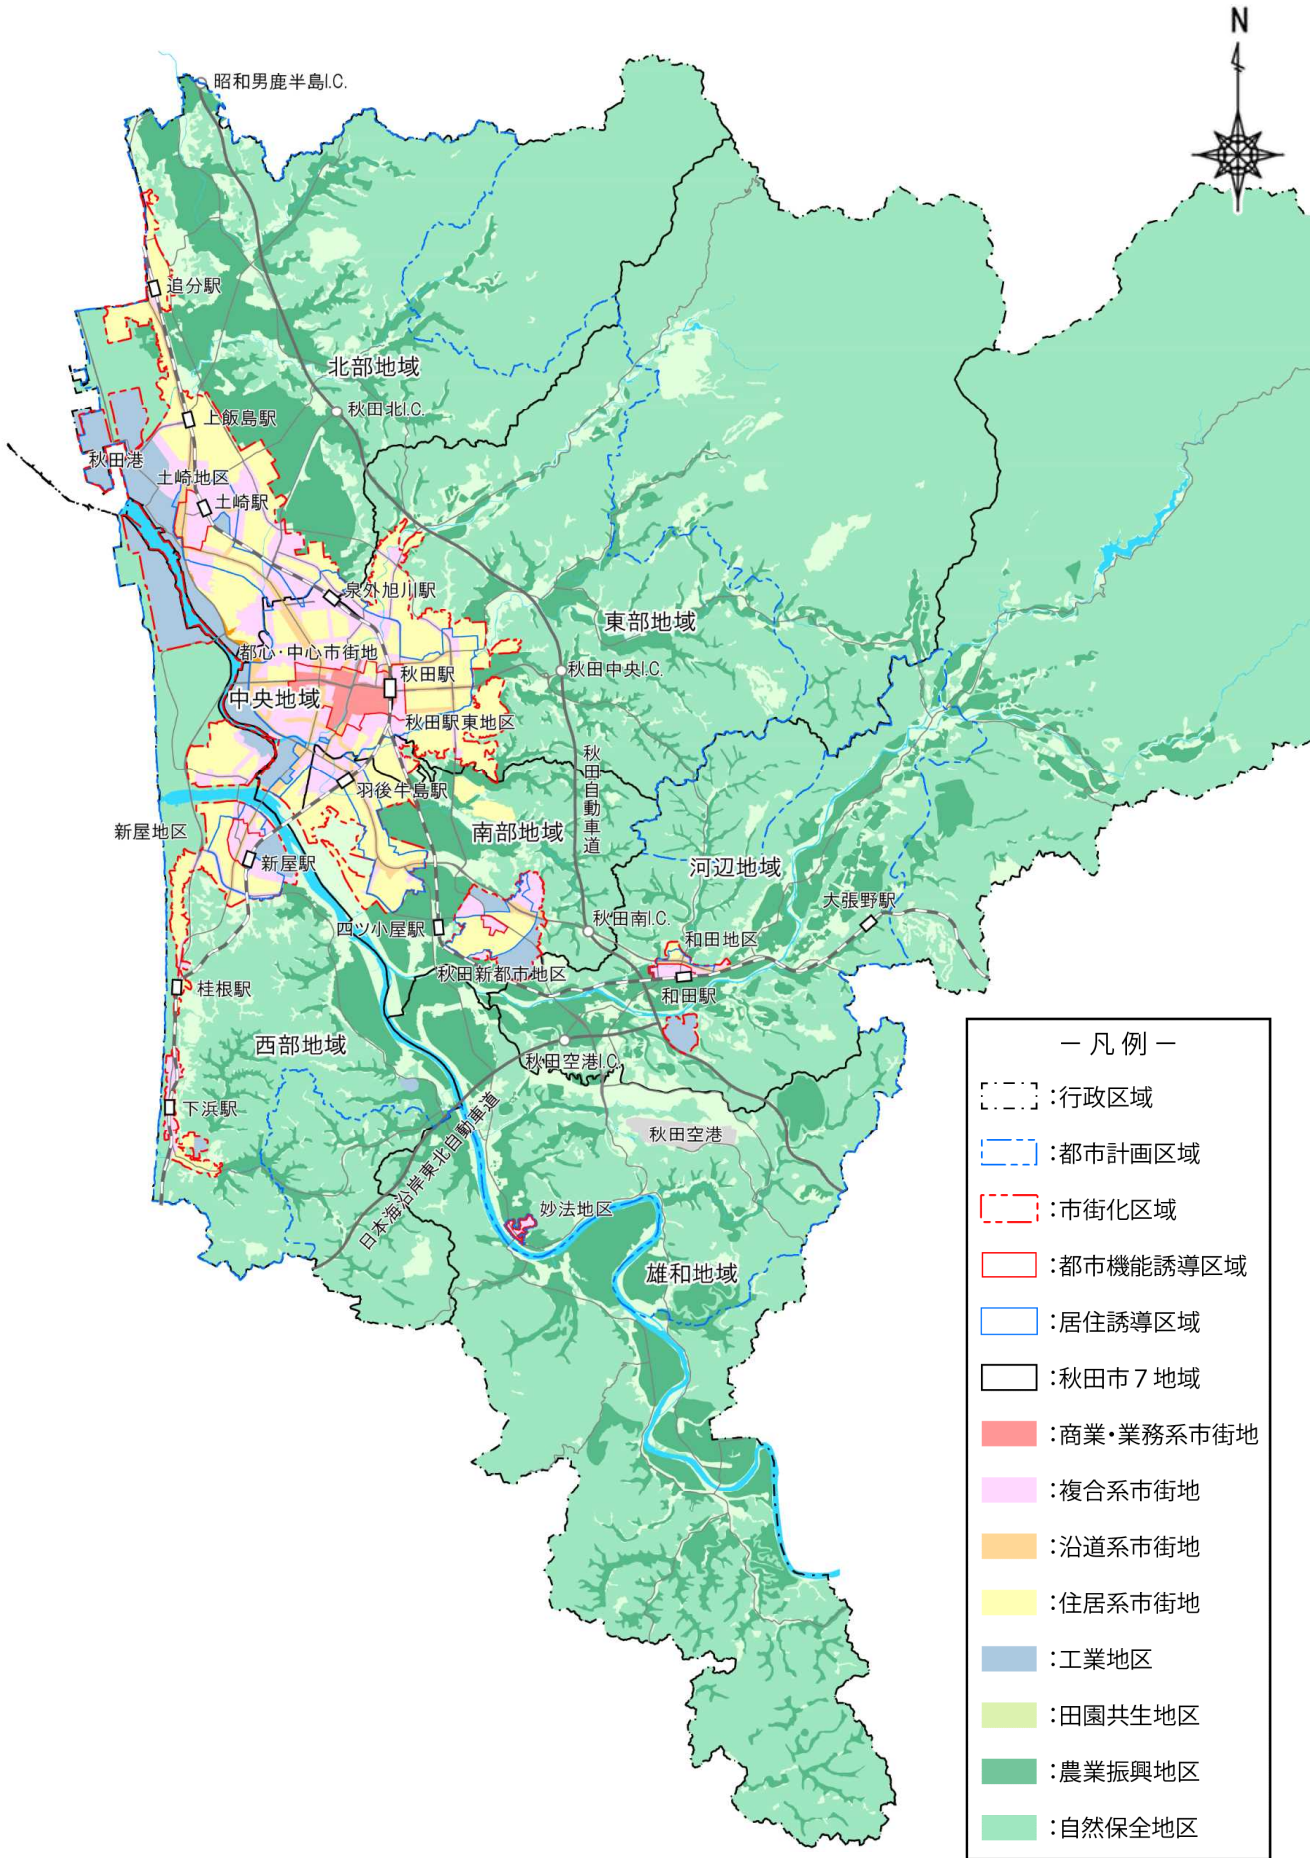 N
昭和男鹿半島I.C.
追分駅
北部地域
秋田北I.C.
上飯島駅
秋田港
土崎地区
土崎駅
泉外旭川駅
東部地域
都心・中心市街地
秋田駅
秋田中央I.C.
中央地域
秋田駅東地区
秋田自動車道
羽後牛島駅
新屋地区
南部地域
新屋駅
河辺地域
大張野駅
四ツ小屋駅
秋田南I.C.
和田地区
秋田新都市地区
桂根駅
和田駅
西部地域
秋田空港I.C.
下浜駅
日本海沿岸東北自動車道
秋田空港
妙法地区
雄和地域
－凡例－
：行政区域
：都市計画区域
：市街化区域
：都市機能誘導区域
：居住誘導区域
：秋田市７地域
：商業・業務系市街地
：複合系市街地
：沿道系市街地
：住居系市街地
：工業地区
：田園共生地区
：農業振興地区
：自然保全地区